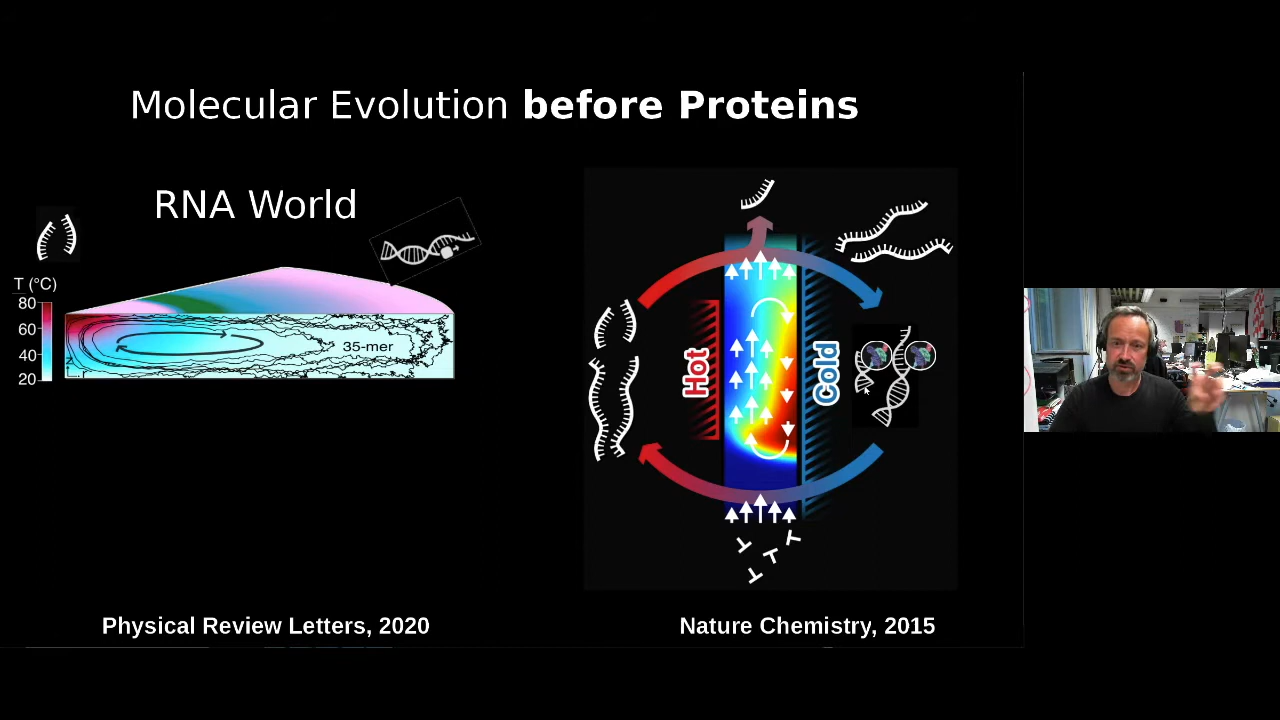 Molecular Evolution before Proteins
RNA World
T (°C)
80
60
40
20
35-mer
Hot
Cold
Physical Review Letters, 2020
Nature Chemistry, 2015